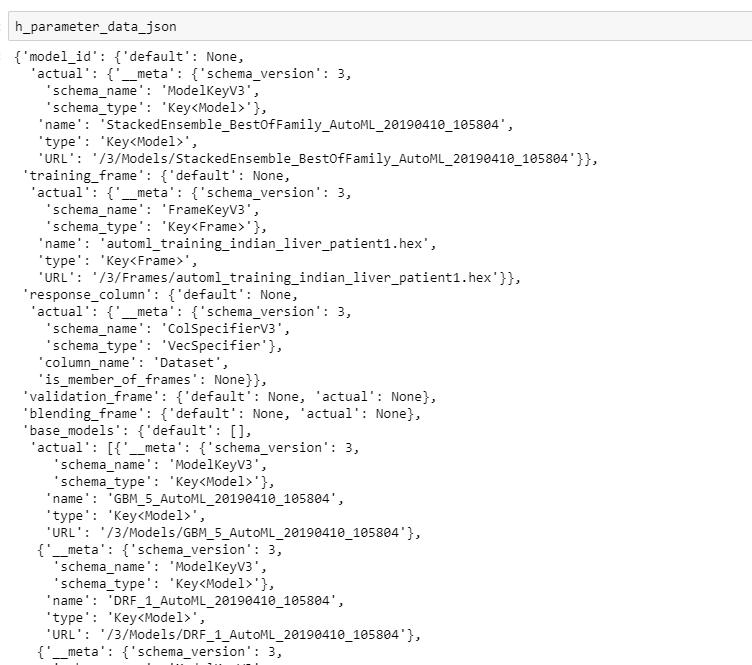 h_parameter_data_json
{'model_id': {'default': None,
'actual': {'__meta': {'schema_version': 3,
'schema_name': 'ModelKeyV3',
'schema_type': 'Key<Model>'},
'name': 'StackedEnsemble_BestOfFamily_AutoML_20190410_105804',
'type': 'Key<Model>',
'URL': '/3/Models/StackedEnsemble_BestOfFamily_AutoML_20190410_105804'}},
'training_frame': {'default': None,
'actual': {'__meta': {'schema_version': 3,
'schema_name': 'FrameKeyV3',
'schema_type': 'Key<Frame>'},
'name': 'automl_training_indian_liver_patient1.hex',
'type': 'Key<Frame>',
'URL': '/3/Frames/automl_training_indian_liver_patient1.hex'}},
'response_column': {'default': None,
'actual': {'__meta': {'schema_version': 3,
'schema_name': 'ColSpecifierV3',
'schema_type': 'VecSpecifier'},
'column_name': 'Dataset',
'is_member_of_frames': None}},
'validation_frame': {'default': None, 'actual': None},
'blending_frame': {'default': None, 'actual': None},
'base_models': {'default': [],
'actual': [{'__meta': {'schema_version': 3,
'schema_name': 'ModelKeyV3',
'schema_type': 'Key<Model>'},
'name': 'GBM_5_AutoML_20190410_105804',
'type': 'Key<Model>',
'URL': '/3/Models/GBM_5_AutoML_20190410_105804'},
{'__meta': {'schema_version': 3,
'schema_name': 'ModelKeyV3',
'schema_type': 'Key<Model>'},
'name': 'DRF_1_AutoML_20190410_105804',
'type': 'Key<Model>',
'URL': '/3/Models/DRF_1_AutoML_20190410_105804'},
{'__meta': {'schema_version': 3,